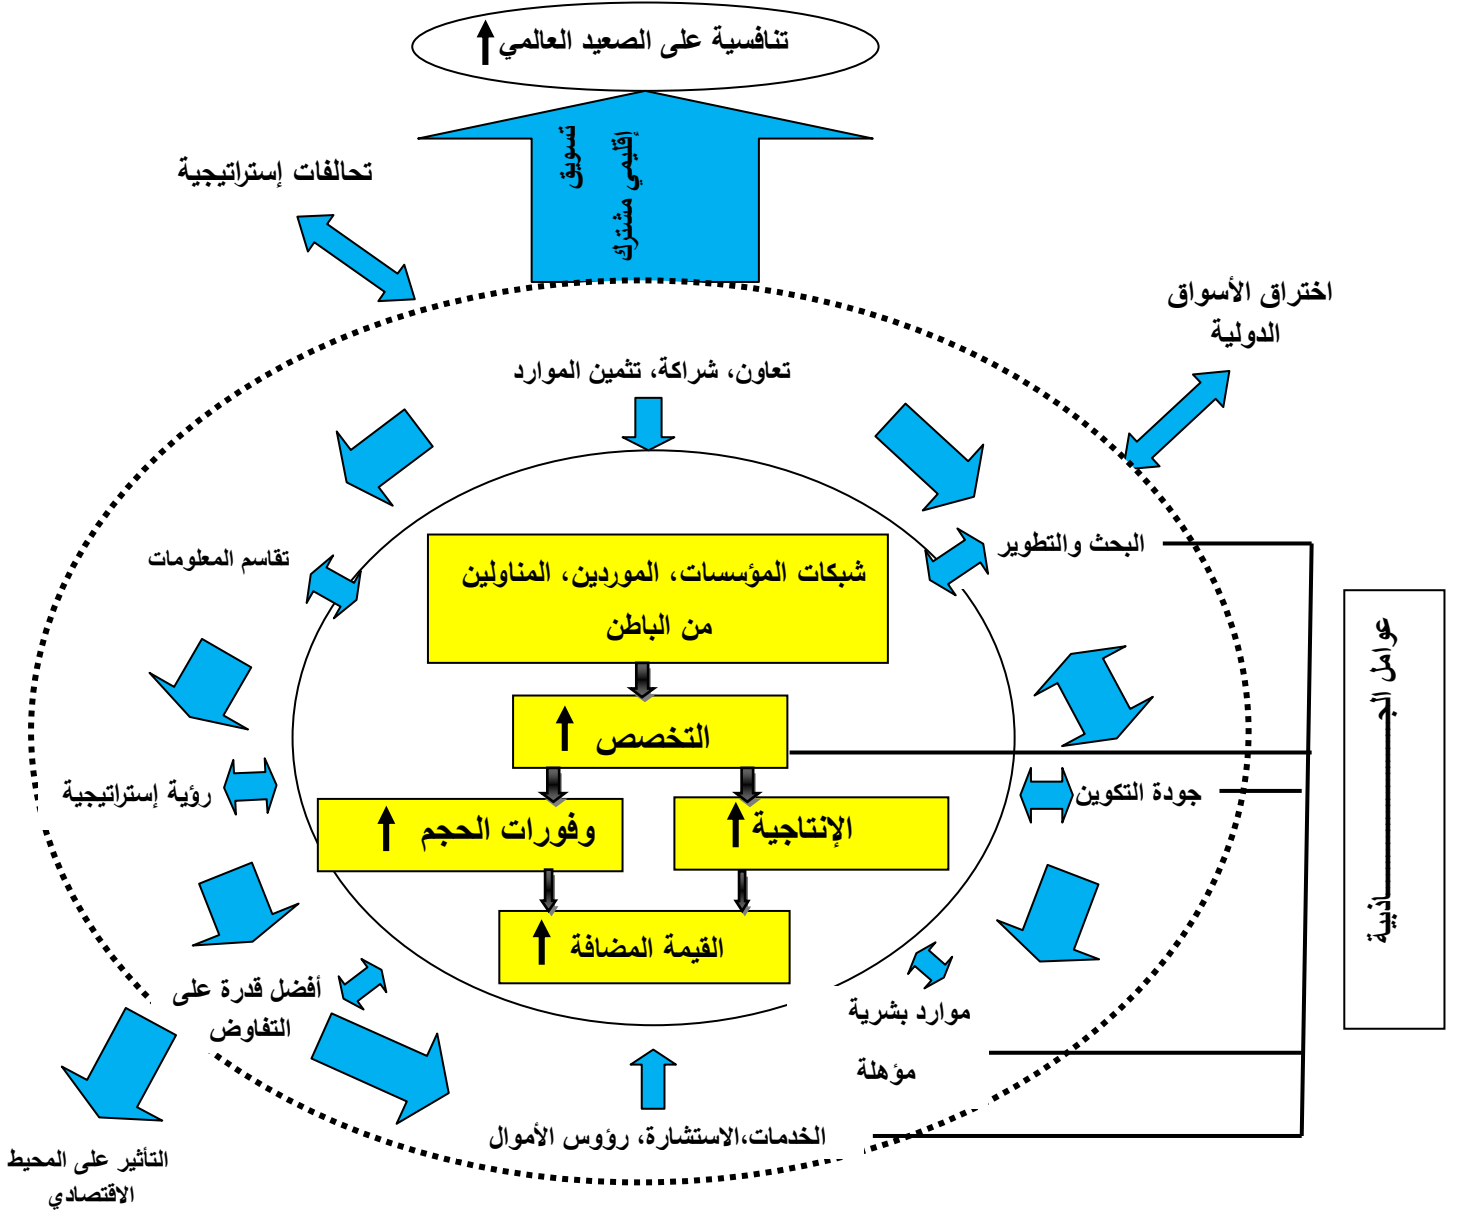 تنافسية على الصعيد العالمي
تسويق
إقليمي مشترك
تحالفات إستراتيجية
اختراق الأسواق
الدولية
تعاون، شراكة، تثمين الموارد
البحث والتطوير
تقاسم المعلومات
شبكات المؤسسات، الموردين، المناولين
من الباطن
التخصص
الإنتاجية
وفورات الحجم
القيمة المضافة
جودة التكوين
رؤية إستراتيجية
موارد بشرية
مؤهلة
أفضل قدرة على
التفاوض
الخدمات،الاستشارة، رؤوس الأموال
التأثير على المحيط
الاقتصادي
عوامل الجـــــــــاذبية